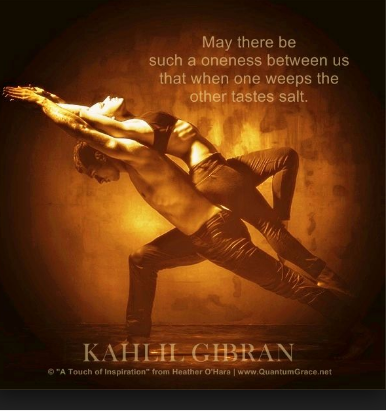 May there be
such a oneness between us
that when one weeps the
other tastes salt.
KAHLIL GIBRAN
© "A Touch of Inspiration" from Heather O'Hara | www.QuantumGrace.net